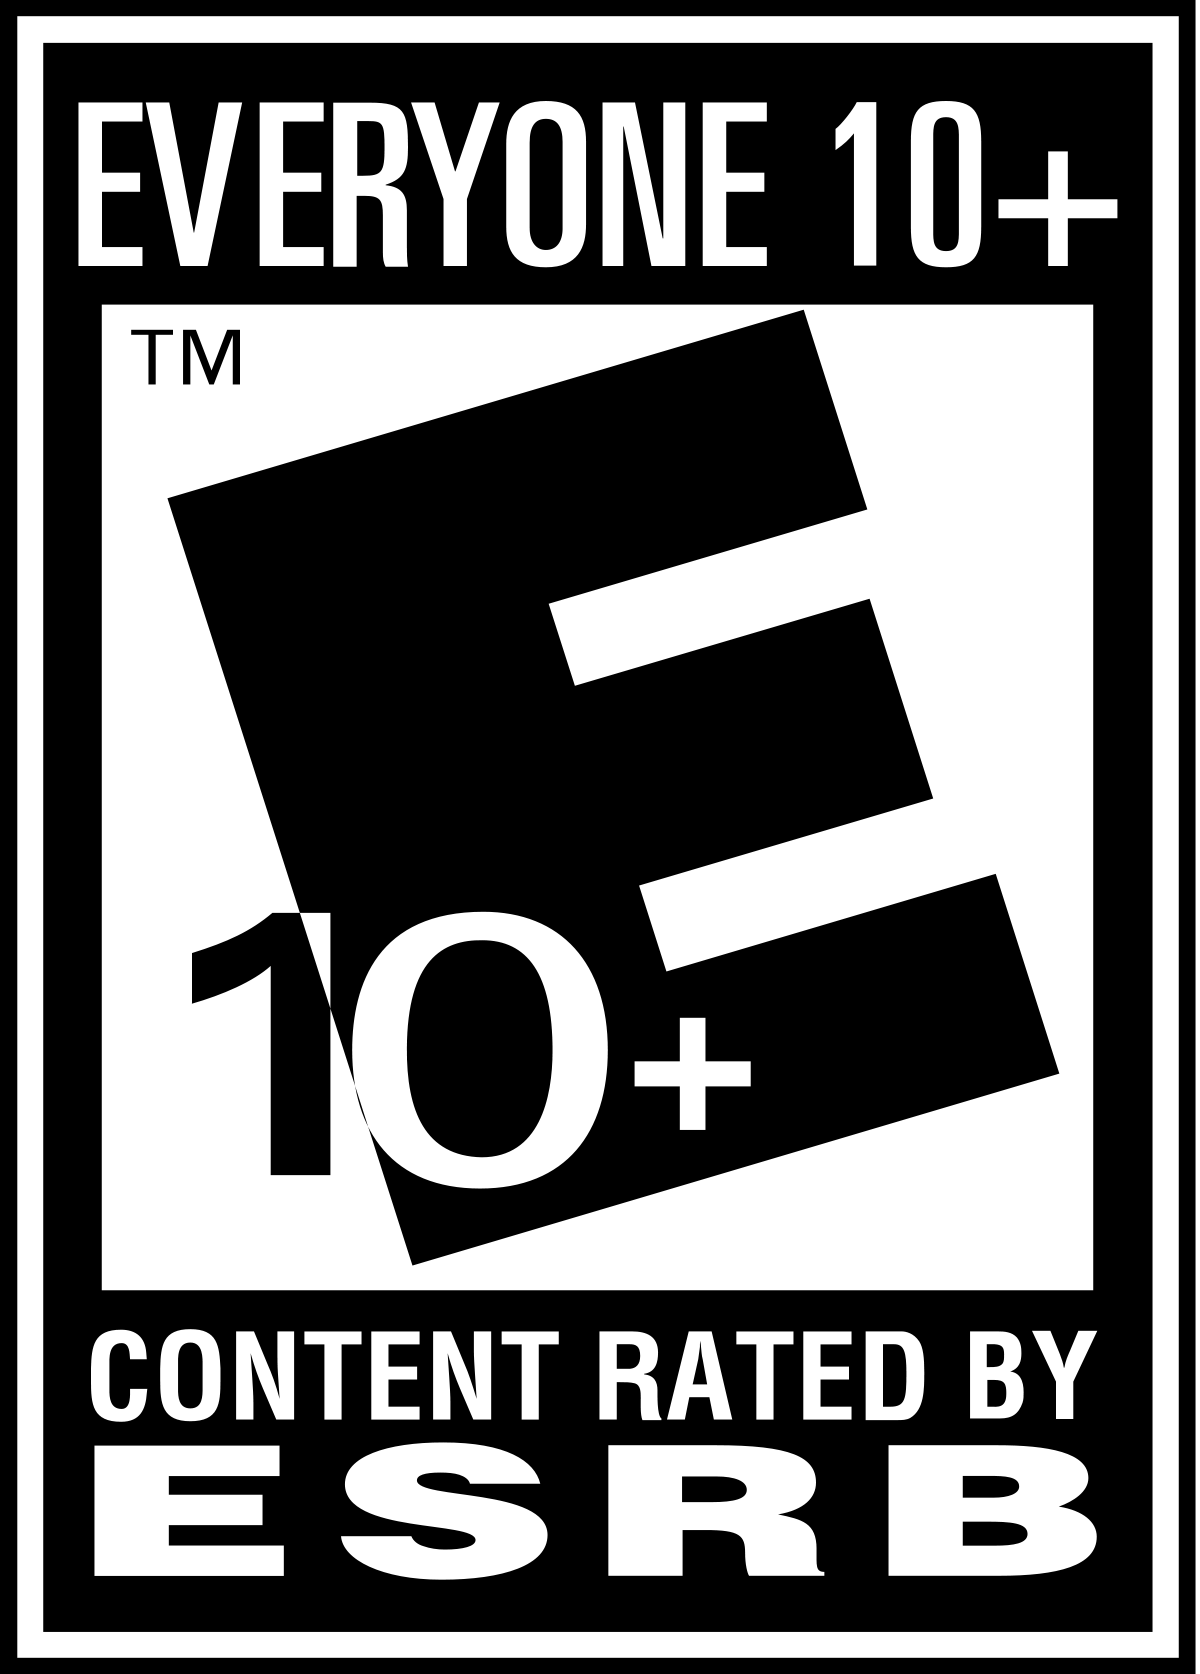 EVERYONE 10+
TM
E
10+
CONTENT RATED BY
ESRB